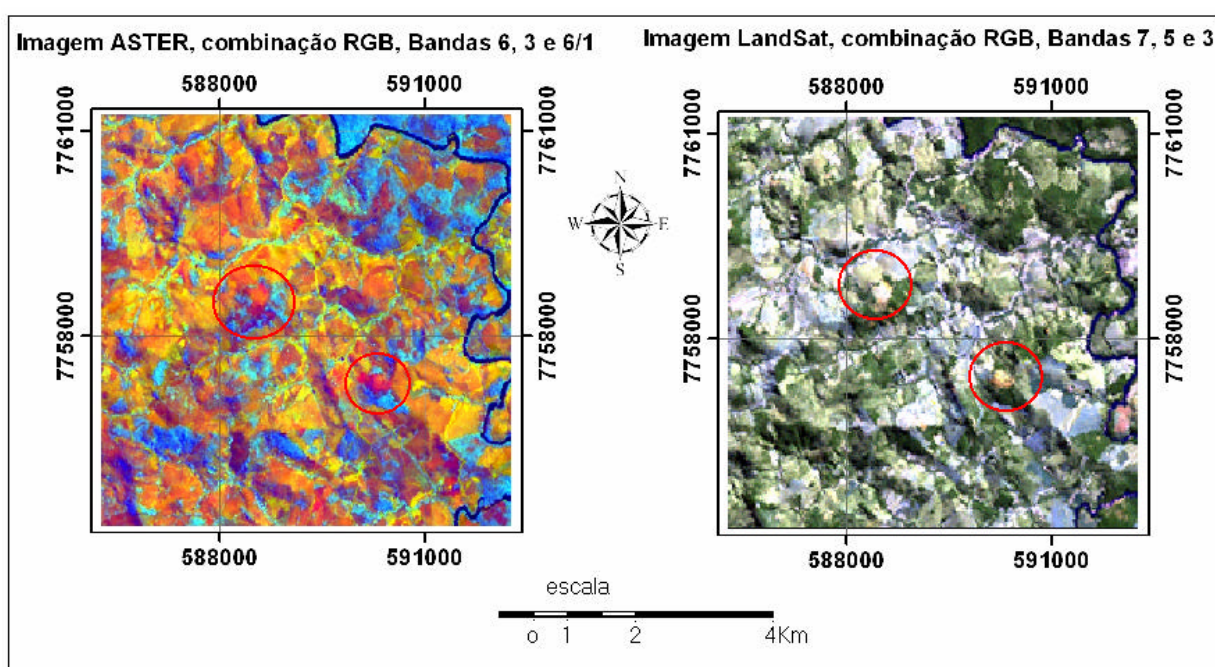 Imagem ASTER, combinação RGB, Bandas 6, 3 e 6/1
588000 591000
7761000 7761000
7758000 7758000
588000 591000
N
W E
S
Imagem LandSat, combinação RGB, Bandas 7, 5 e 3
588000 591000
7761000 7761000
7758000 7758000
588000 591000
escala
o 1 2 4Km